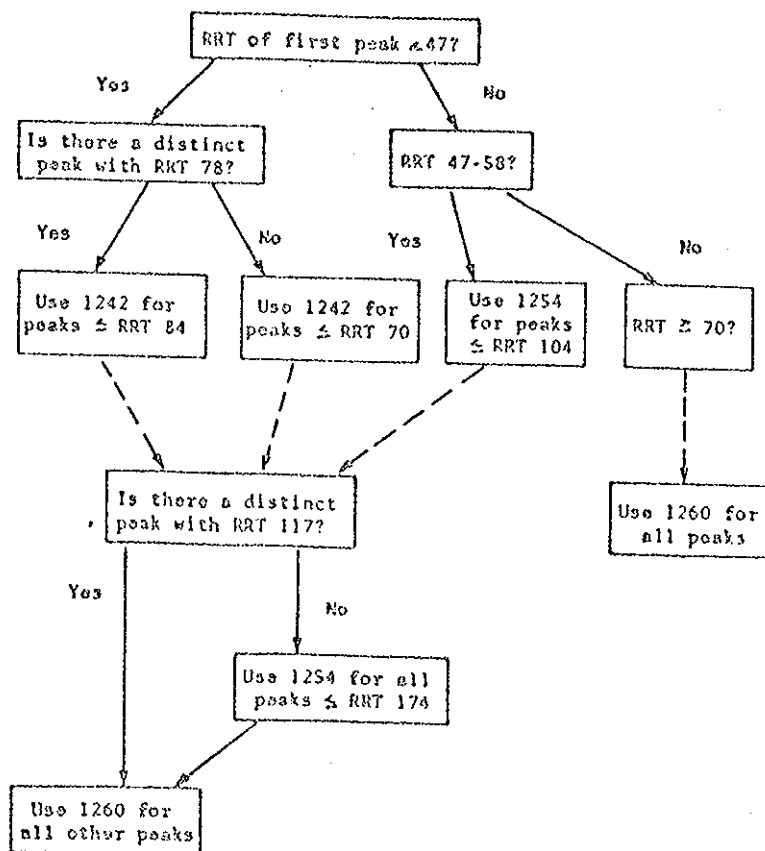 RRT of first peak <47?
Yes
No
Is there a distinct
peak with RRT 78?
RRT 47-58?
Yes
No
Yes
No
Use 1242 for
peaks ≤ RRT 84
Use 1242 for
peaks ≤ RRT 70
Use 1254
for peaks
≤ RRT 104
RRT ≥ 70?
Is there a distinct
peak with RRT 117?
Use 1260 for
all peaks
Yes
No
Use 1254 for all
peaks ≤ RRT 174
Use 1260 for
all other peaks